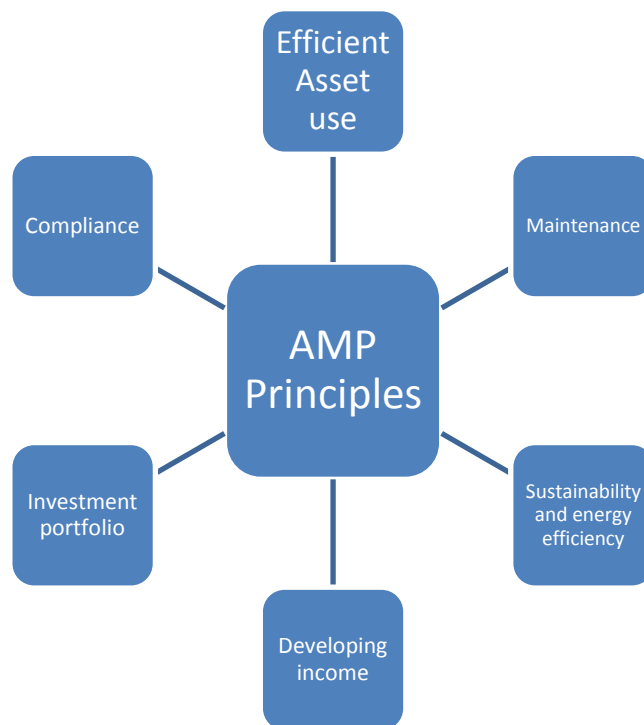 Efficient
Asset
use
Compliance
Maintenance
AMP
Principles
Investment
portfolio
Sustainability
and energy
efficiency
Developing
income